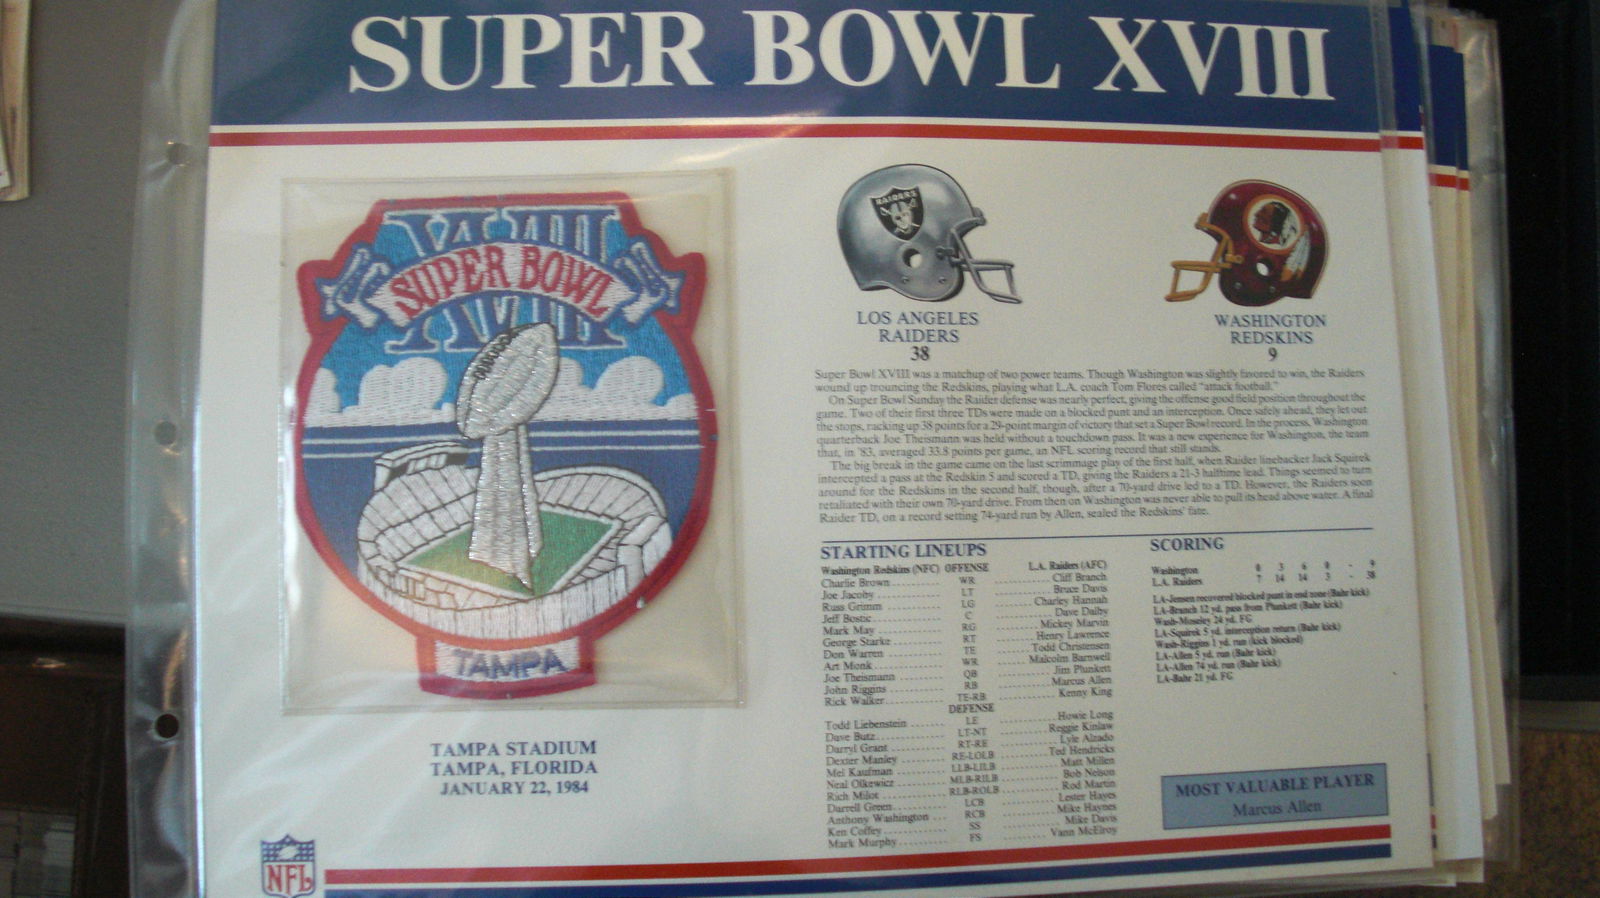 SUPER BOWL XVIII
XVIII
SUPER BOWL
TAMPA
TAMPA STADIUM
TAMPA, FLORIDA
JANUARY 22, 1984
NFL
RAIDERS
LOS ANGELES
RAIDERS
38
WASHINGTON
REDSKINS
9
Super Bowl XVIII was a matchup of two power teams. Though Washington was slightly favored to win, the Raiders
wound up trouncing the Redskins, playing what L.A. coach Tom Flores called "attack football."
On Super Bowl Sunday the Raider defense was nearly perfect, giving the offense good field position throughout the
game. Two of their first three TDs were made on a blocked punt and an interception. Once safely ahead, they let out
the stops, racking up 38 points for a 29-point margin of victory that set a Super Bowl record. In the process, Washington
quarterback Joe Theismann was held without a touchdown pass. It was a new experience for Washington, the team
that, in '83, averaged 33.8 points per game, an NFL scoring record that still stands.
The big break in the game came on the last scrimmage play of the first half, when Raider linebacker Jack Squirek
intercepted a pass at the Redskin 5 and scored a TD, giving the Raiders a 21-3 halftime lead. Things seemed to turn
around for the Redskins in the second half, though, after a 70-yard drive led to a TD. However, the Raiders soon
retaliated with their own 70-yard drive. From then on Washington was never able to pull its head above water. A final
Raider TD, on a record setting 74-yard run by Allen, sealed the Redskins' fate.
STARTING LINEUPS
Washington Redskins (NFC) OFFENSE L.A. Raiders (AFC)
Charlie Brown WR Cliff Branch
Joe Jacoby LT Bruce Davis
Russ Grimm LG Charley Hannah
Jeff Bostic C Dave Dalby
Mark May RG Mickey Marvin
George Starke RT Henry Lawrence
Don Warren TE Todd Christensen
Art Monk WR Malcolm Barnwell
Joe Theismann QB Jim Plunkett
John Riggins RB Marcus Allen
Rick Walker TE-RB Kenny King
DEFENSE
Todd Liebenstein LE Howie Long
Dave Butz LT-NT Reggie Kinlaw
Darryl Grant RT-RE Lyle Alzado
Dexter Manley RE-LOLB Ted Hendricks
Mel Kaufman LLB-LILB Matt Millen
Neal Olkewicz MLB-RILB Bob Nelson
Rich Milot RLB-ROLB Rod Martin
Darrell Green LCB Lester Hayes
Anthony Washington RCB Mike Haynes
Ken Coffey SS Mike Davis
Mark Murphy FS Vann McElroy
SCORING
Washington 0 3 6 0 - 9
L.A. Raiders 7 14 14 3 - 38
LA-Jensen recovered blocked punt in end zone (Bahr kick)
LA-Branch 12 yd. pass from Plunkett (Bahr kick)
Wash-Moseley 24 yd. FG
LA-Squirek 5 yd. interception return (Bahr kick)
Wash-Riggins 1 yd. run (kick blocked)
LA-Allen 5 yd. run (Bahr kick)
LA-Allen 74 yd. run (Bahr kick)
LA-Bahr 21 yd. FG
MOST VALUABLE PLAYER
Marcus Allen